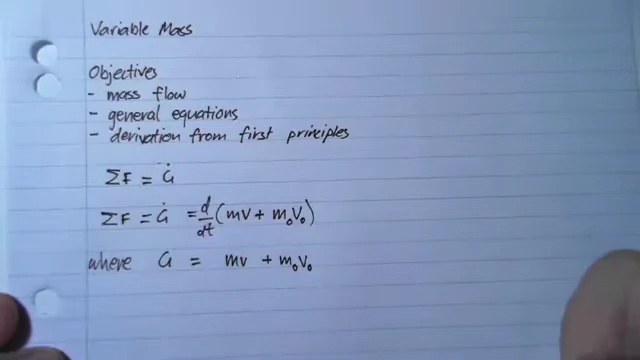 Variable Mass
Objectives
- mass flow
- general equations
- derivation from first principles
ΣF = Ġ
ΣF = Ġ = d/dt (mv + m₀v₀)
where G = mv + m₀v₀